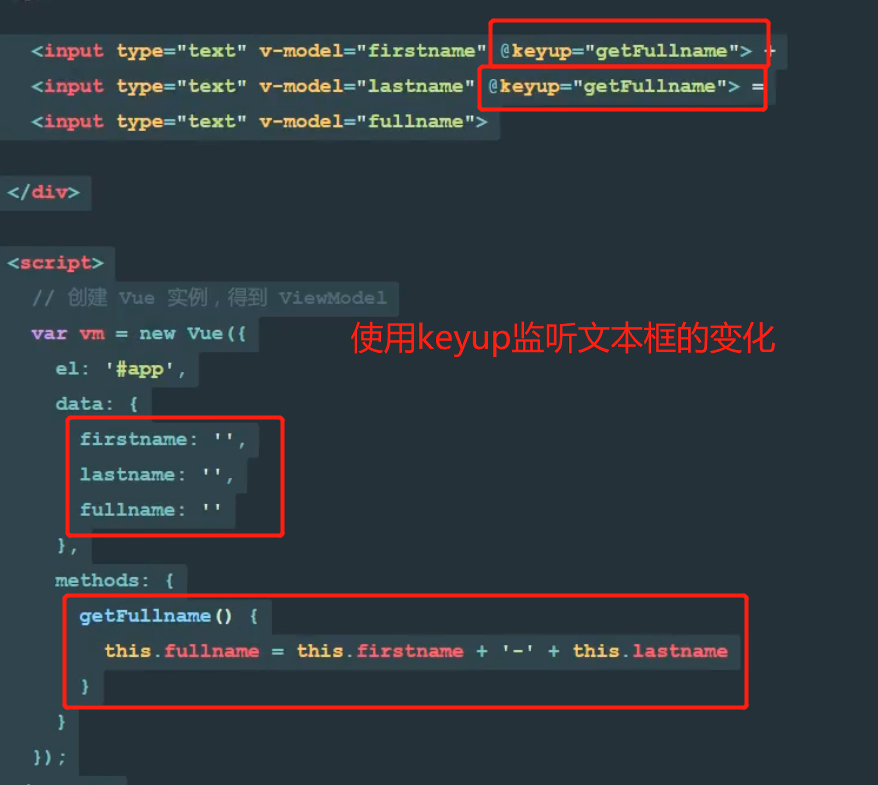 <input type="text" v-model="firstname" @keyup="getFullname"> +
<input type="text" v-model="lastname" @keyup="getFullname"> =
<input type="text" v-model="fullname">
</div>
<script>
// 创建 Vue 实例，得到 ViewModel
var vm = new Vue({
使用keyup监听文本框的变化
el: '#app',
data: {
firstname: '',
lastname: '',
fullname: ''
},
methods: {
getFullname() {
this.fullname = this.firstname + '-' + this.lastname
}
}
});